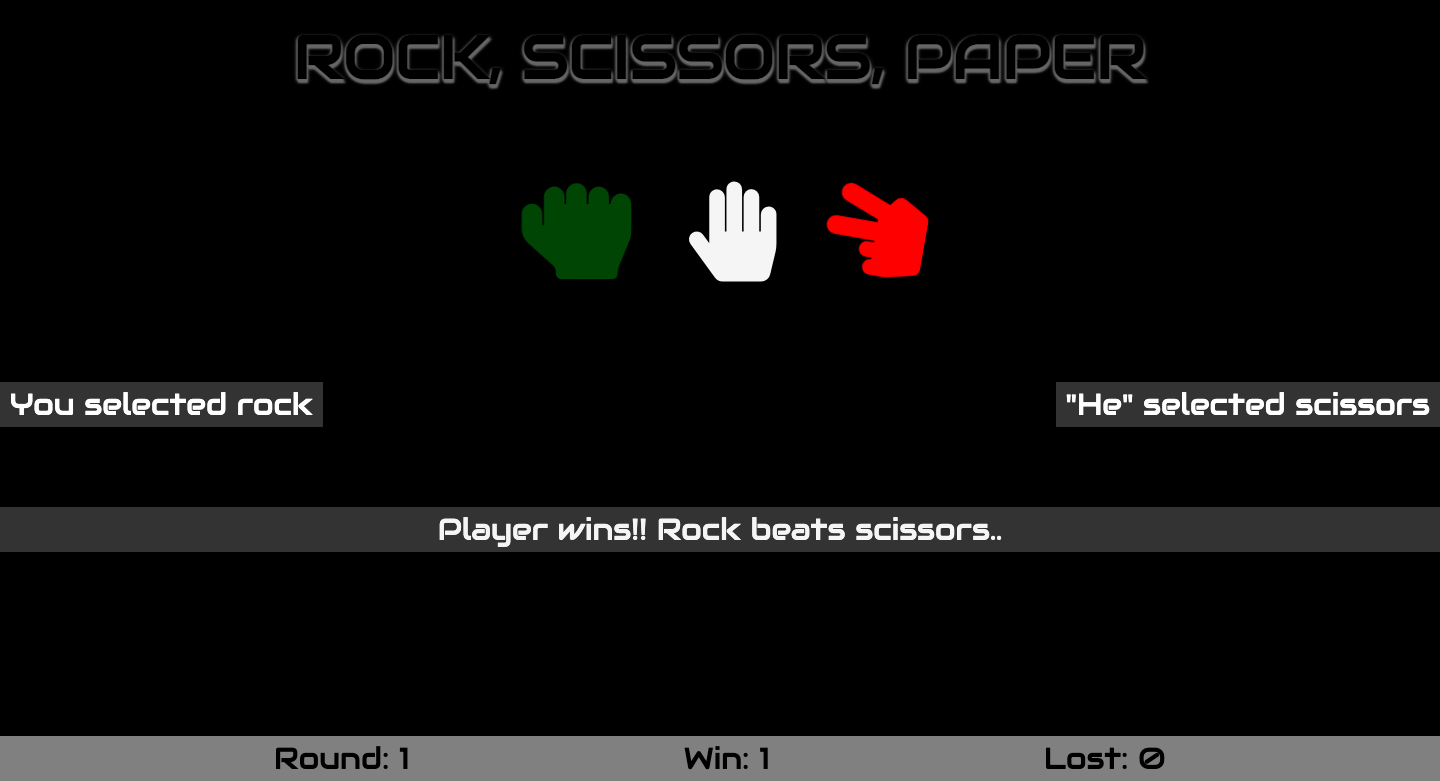 ROCK, SCISSORS, PAPER
You selected rock
"He" selected scissors
Player wins!! Rock beats scissors..
Round: 1
Win: 1
Lost: 0